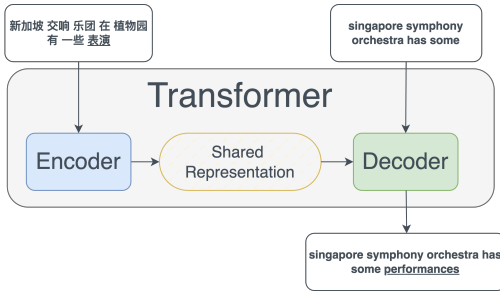 新加坡 交响 乐团 在 植物园
有 一些 表演
singapore symphony
orchestra has some
Transformer
Encoder
Shared
Representation
Decoder
singapore symphony orchestra has
some performances